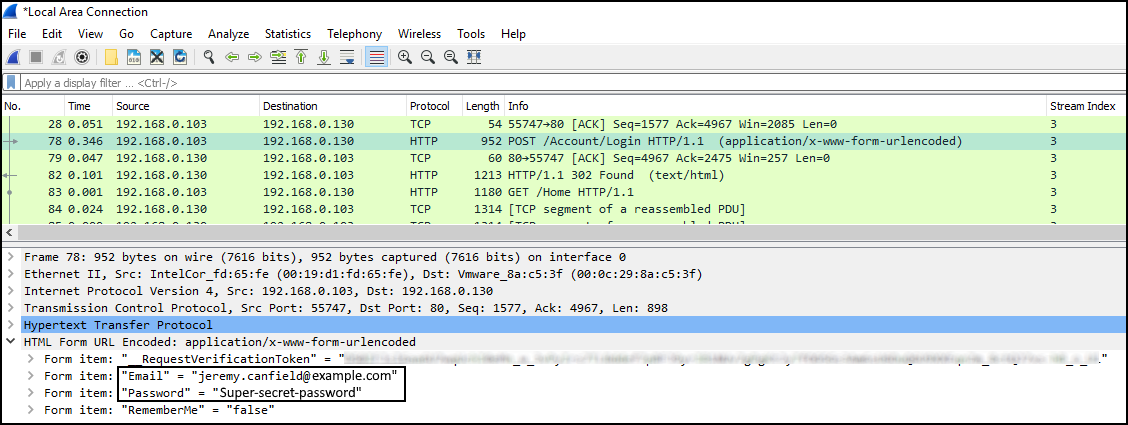 *Local Area Connection
File Edit View Go Capture Analyze Statistics Telephony Wireless Tools Help
Apply a display filter ... <Ctrl-/>
No. Time Source Destination Protocol Length Info Stream Index
28 0.051 192.168.0.103 192.168.0.130 TCP 54 55747→80 [ACK] Seq=1577 Ack=4967 Win=2085 Len=0 3
78 0.346 192.168.0.103 192.168.0.130 HTTP 952 POST /Account/Login HTTP/1.1 (application/x-www-form-urlencoded) 3
79 0.047 192.168.0.130 192.168.0.103 TCP 60 80→55747 [ACK] Seq=4967 Ack=2475 Win=257 Len=0 3
82 0.101 192.168.0.130 192.168.0.103 HTTP 1213 HTTP/1.1 302 Found (text/html) 3
83 0.001 192.168.0.103 192.168.0.130 HTTP 1180 GET /Home HTTP/1.1 3
84 0.024 192.168.0.130 192.168.0.103 TCP 1314 [TCP segment of a reassembled PDU] 3
Frame 78: 952 bytes on wire (7616 bits), 952 bytes captured (7616 bits) on interface 0
Ethernet II, Src: IntelCor_fd:65:fe (00:19:d1:fd:65:fe), Dst: Vmware_8a:c5:3f (00:0c:29:8a:c5:3f)
Internet Protocol Version 4, Src: 192.168.0.103, Dst: 192.168.0.130
Transmission Control Protocol, Src Port: 55747, Dst Port: 80, Seq: 1577, Ack: 4967, Len: 898
Hypertext Transfer Protocol
HTML Form URL Encoded: application/x-www-form-urlencoded
Form item: "__RequestVerificationToken" = "
Form item: "Email" = "jeremy.canfield@example.com"
Form item: "Password" = "Super-secret-password"
Form item: "RememberMe" = "false"